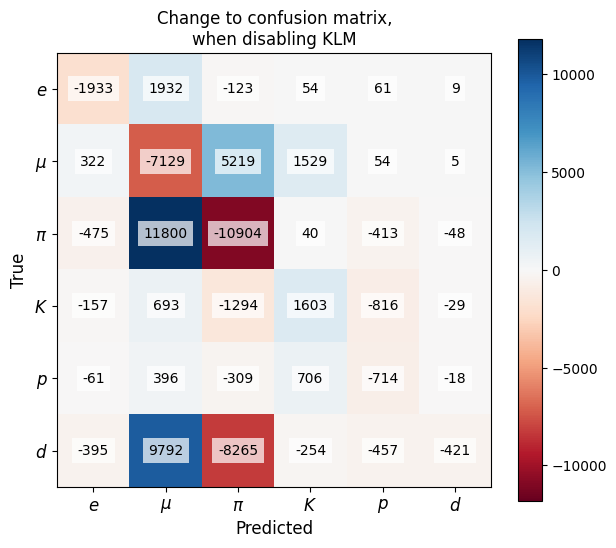 Change to confusion matrix,
when disabling KLM
e -1933 1932 -123 54 61 9
μ 322 -7129 5219 1529 54 5
π -475 11800 -10904 40 -413 -48
K -157 693 -1294 1603 -816 -29
p -61 396 -309 706 -714 -18
d -395 9792 -8265 -254 -457 -421
e μ π K p d
True
Predicted
10000
5000
0
−5000
−10000